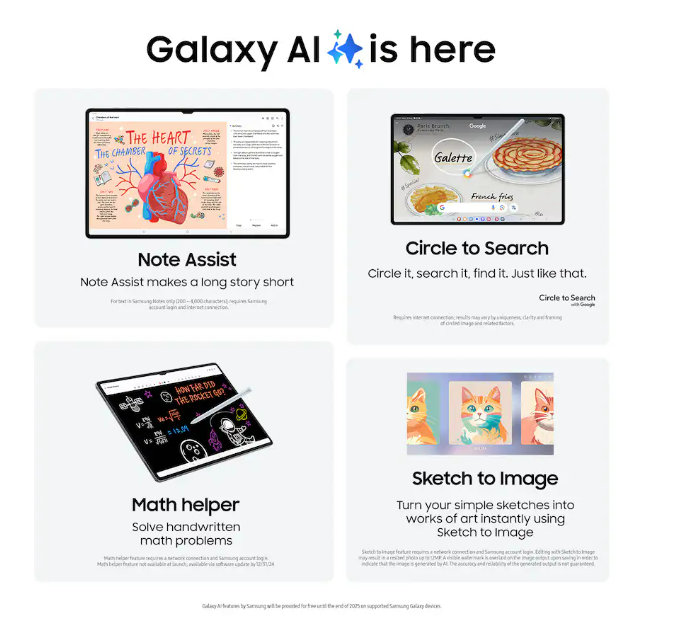 Galaxy AI is here
THE HEART
THE CHAMBER OF SECRETS
Note Assist
Note Assist makes a long story short
For text in Samsung Notes only (200-4,000 characters), requires Samsung
account login and internet connection.
Paris Brunch
Google
Galette
French fries
Circle to Search
Circle it, search it, find it. Just like that.
Circle to Search
with Google
Requires internet connection; results may vary by uniqueness, clarity and framing
of circled image and related factors.
HOW FAR DID
THE ROCKET GO?
Math helper
Solve handwritten
math problems
Math helper feature requires a network connection and Samsung account login.
Math helper feature not available at launch, available via software update by 12/31/24
Sketch to Image
Turn your simple sketches into
works of art instantly using
Sketch to Image
Sketch to Image feature requires a network connection and Samsung account login. Editing with Sketch to Image
may result in a resized photo up to 12MP. A visible watermark is overlaid on the image output upon saving in order to
indicate that the image is generated by AI. The accuracy and reliability of the generated output is not guaranteed.
Galaxy AI features by Samsung will be provided for free until the end of 2025 on supported Samsung Galaxy devices.